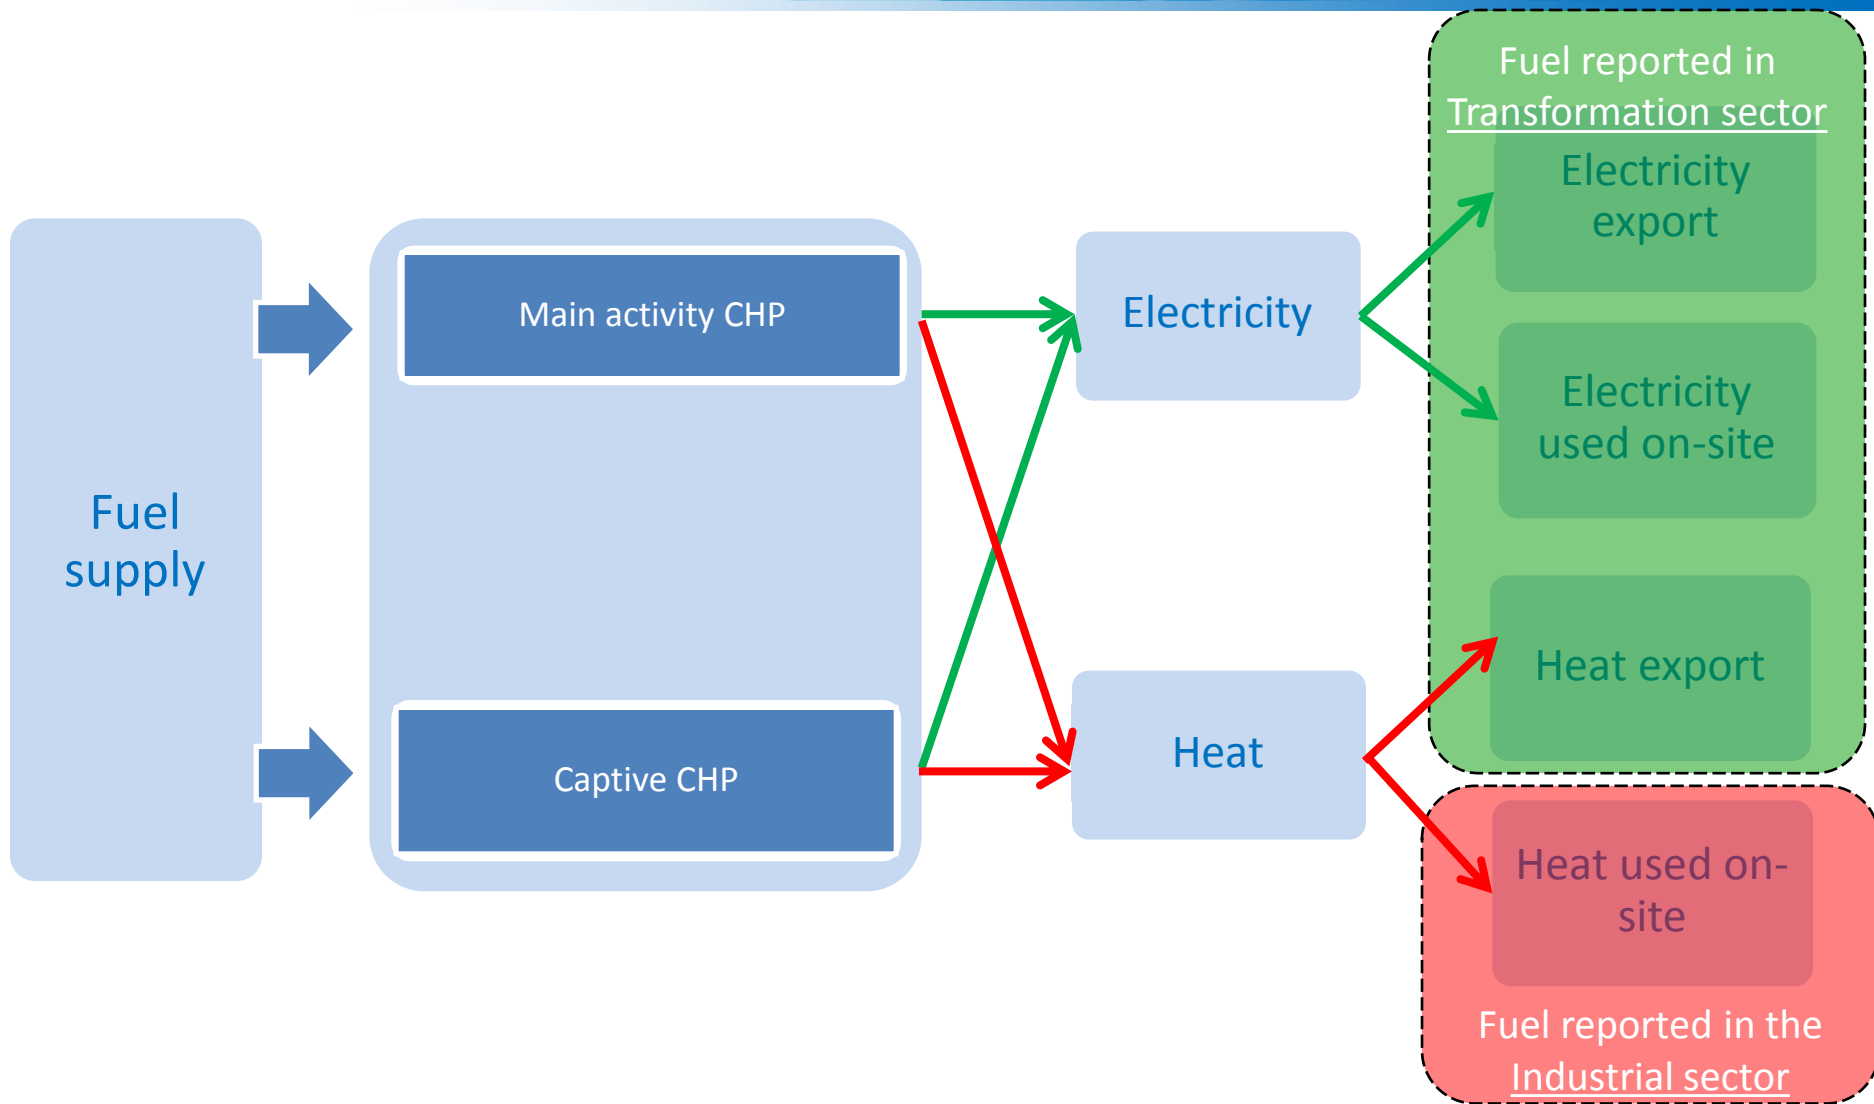 Fuel reported in
Transformation sector
Electricity
export
Electricity
used on-site
Heat export
Heat used on-
site
Fuel reported in the
Industrial sector
Main activity CHP
Captive CHP
Electricity
Heat
Fuel
supply